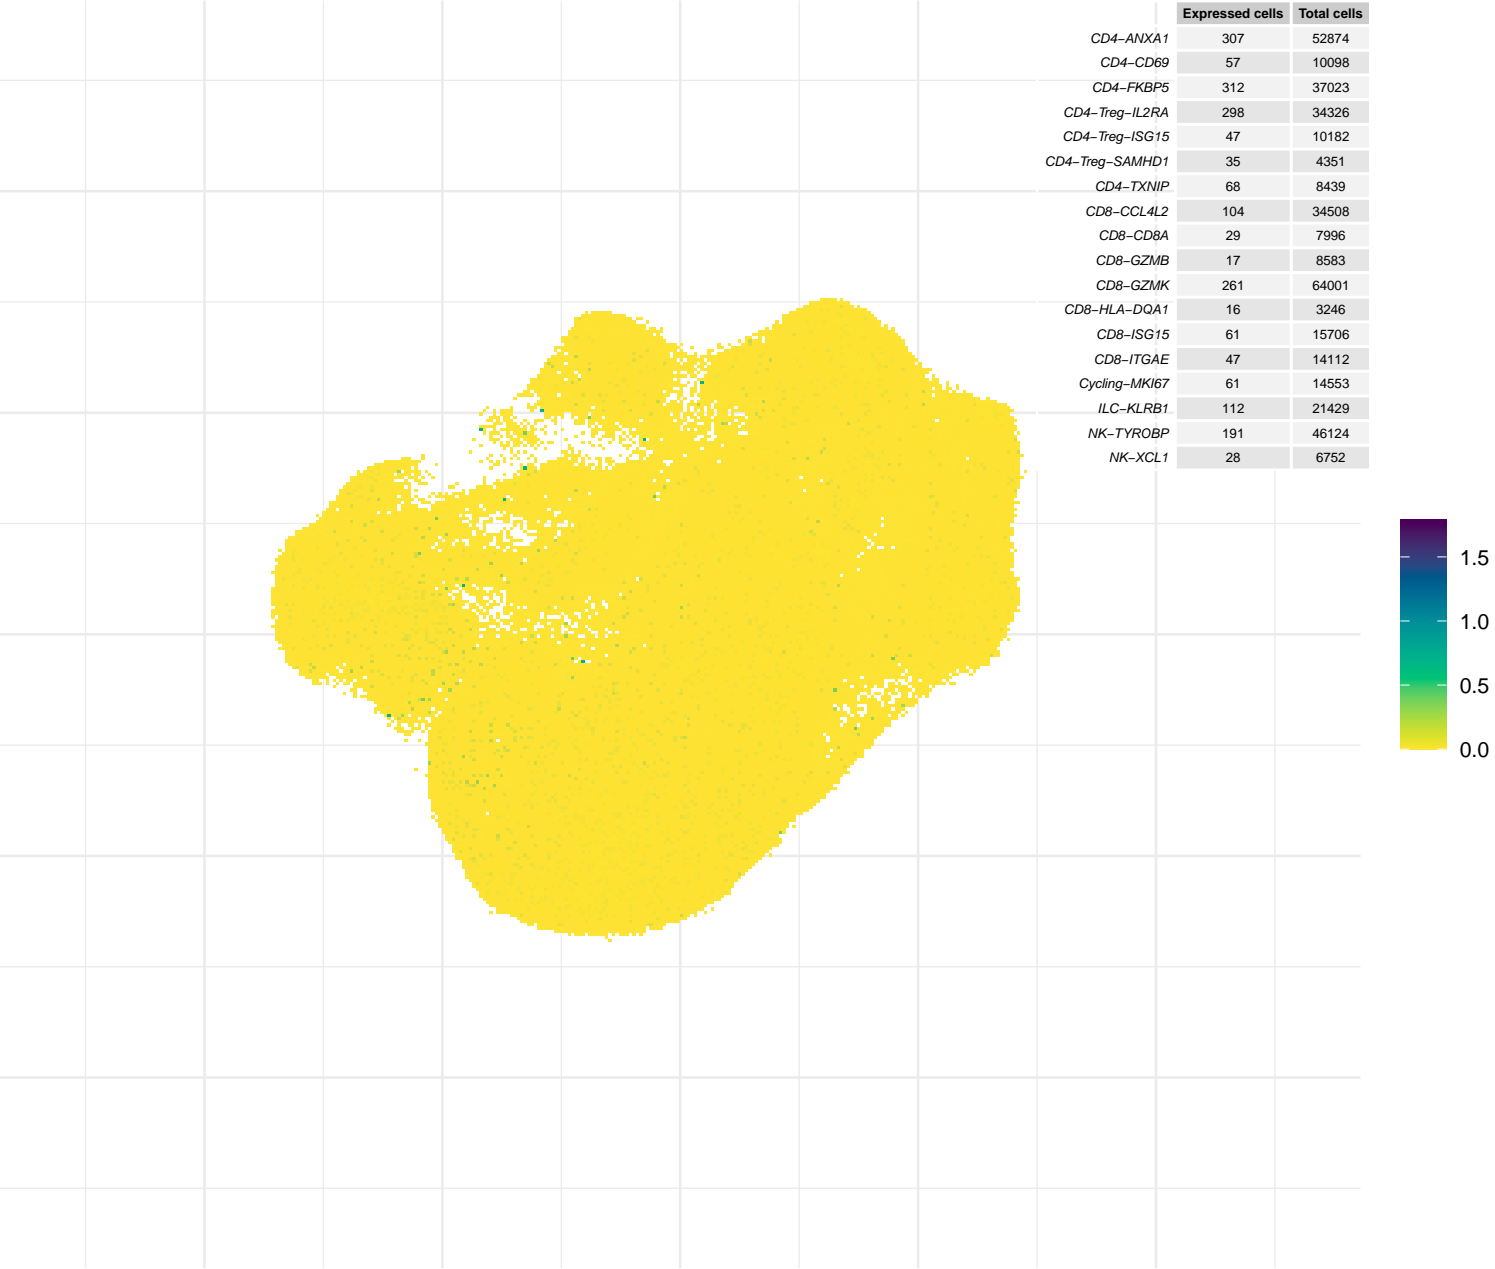 Expressed cells Total cells
CD4−ANXA1 307 52874
CD4−CD69 57 10098
CD4−FKBP5 312 37023
CD4−Treg−IL2RA 298 34326
CD4−Treg−ISG15 47 10182
CD4−Treg−SAMHD1 35 4351
CD4−TXNIP 68 8439
CD8−CCL4L2 104 34508
CD8−CD8A 29 7996
CD8−GZMB 17 8583
CD8−GZMK 261 64001
CD8−HLA−DQA1 16 3246
CD8−ISG15 61 15706
CD8−ITGAE 47 14112
Cycling−MKI67 61 14553
ILC−KLRB1 112 21429
NK−TYROBP 191 46124
NK−XCL1 28 6752
1.5
1.0
0.5
0.0